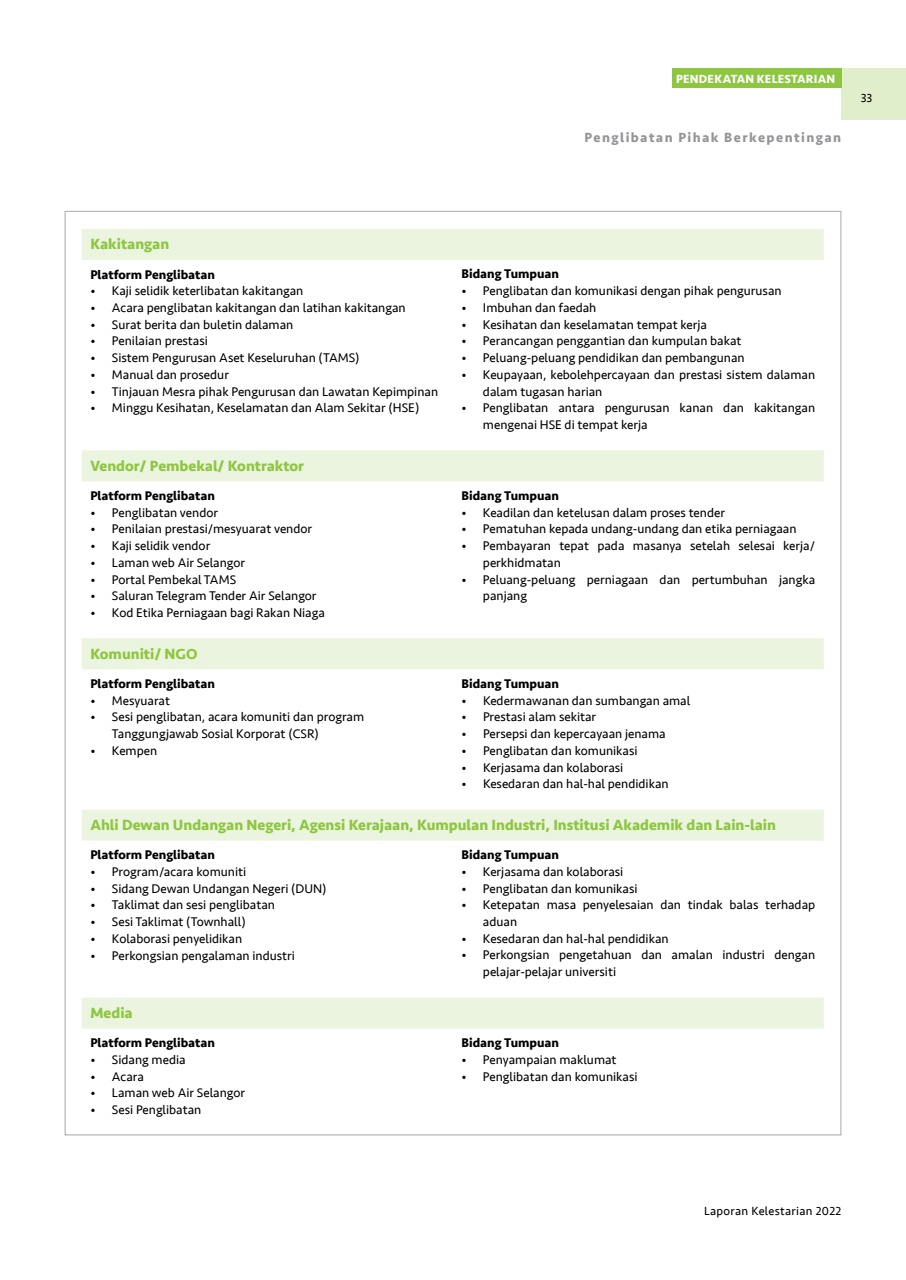 PENDEKATAN KELESTARIAN
33
Penglibatan Pihak Berkepentingan
Kakitangan
Platform Penglibatan
• Kaji selidik keterlibatan kakitangan
• Acara penglibatan kakitangan dan latihan kakitangan
• Surat berita dan buletin dalaman
• Penilaian prestasi
• Sistem Pengurusan Aset Keseluruhan (TAMS)
• Manual dan prosedur
• Tinjauan Mesra pihak Pengurusan dan Lawatan Kepimpinan
• Minggu Kesihatan, Keselamatan dan Alam Sekitar (HSE)
Bidang Tumpuan
• Penglibatan dan komunikasi dengan pihak pengurusan
• Imbuhan dan faedah
• Kesihatan dan keselamatan tempat kerja
• Perancangan penggantian dan kumpulan bakat
• Peluang-peluang pendidikan dan pembangunan
• Keupayaan, kebolehpercayaan dan prestasi sistem dalaman
dalam tugasan harian
• Penglibatan antara pengurusan kanan dan kakitangan
mengenai HSE di tempat kerja
Vendor/ Pembekal/ Kontraktor
Platform Penglibatan
• Penglibatan vendor
• Penilaian prestasi/mesyuarat vendor
• Kaji selidik vendor
• Laman web Air Selangor
• Portal Pembekal TAMS
• Saluran Telegram Tender Air Selangor
• Kod Etika Perniagaan bagi Rakan Niaga
Bidang Tumpuan
• Keadilan dan ketelusan dalam proses tender
• Pematuhan kepada undang-undang dan etika perniagaan
• Pembayaran tepat pada masanya setelah selesai kerja/
perkhidmatan
• Peluang-peluang perniagaan dan pertumbuhan jangka
panjang
Komuniti/ NGO
Platform Penglibatan
• Mesyuarat
• Sesi penglibatan, acara komuniti dan program
Tanggungjawab Sosial Korporat (CSR)
• Kempen
Bidang Tumpuan
• Kedermawanan dan sumbangan amal
• Prestasi alam sekitar
• Persepsi dan kepercayaan jenama
• Penglibatan dan komunikasi
• Kerjasama dan kolaborasi
• Kesedaran dan hal-hal pendidikan
Ahli Dewan Undangan Negeri, Agensi Kerajaan, Kumpulan Industri, Institusi Akademik dan Lain-lain
Platform Penglibatan
• Program/acara komuniti
• Sidang Dewan Undangan Negeri (DUN)
• Taklimat dan sesi penglibatan
• Sesi Taklimat (Townhall)
• Kolaborasi penyelidikan
• Perkongsian pengalaman industri
Bidang Tumpuan
• Kerjasama dan kolaborasi
• Penglibatan dan komunikasi
• Ketepatan masa penyelesaian dan tindak balas terhadap
aduan
• Kesedaran dan hal-hal pendidikan
• Perkongsian pengetahuan dan amalan industri dengan
pelajar-pelajar universiti
Media
Platform Penglibatan
• Sidang media
• Acara
• Laman web Air Selangor
• Sesi Penglibatan
Bidang Tumpuan
• Penyampaian maklumat
• Penglibatan dan komunikasi
Laporan Kelestarian 2022